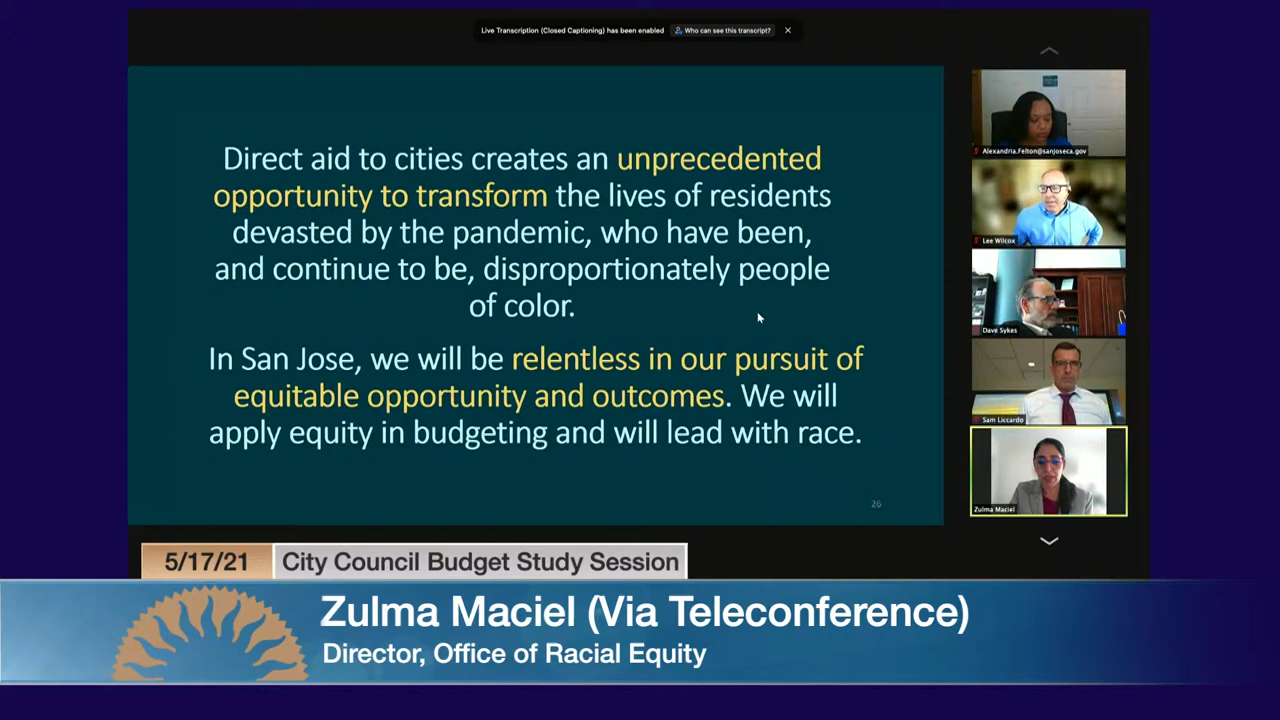 Live Transcription (Closed Captioning) has been enabled
Who can see this transcript?
Direct aid to cities creates an unprecedented
opportunity to transform the lives of residents
devasted by the pandemic, who have been,
and continue to be, disproportionately people
of color.
In San Jose, we will be relentless in our pursuit of
equitable opportunity and outcomes. We will
apply equity in budgeting and will lead with race.
26
Alexandria.Felton@sanjoseca.gov
Lee Wilcox
Dave Sykes
Sam Liccardo
Zulma Maciel
5/17/21
City Council Budget Study Session
Zulma Maciel (Via Teleconference)
Director, Office of Racial Equity